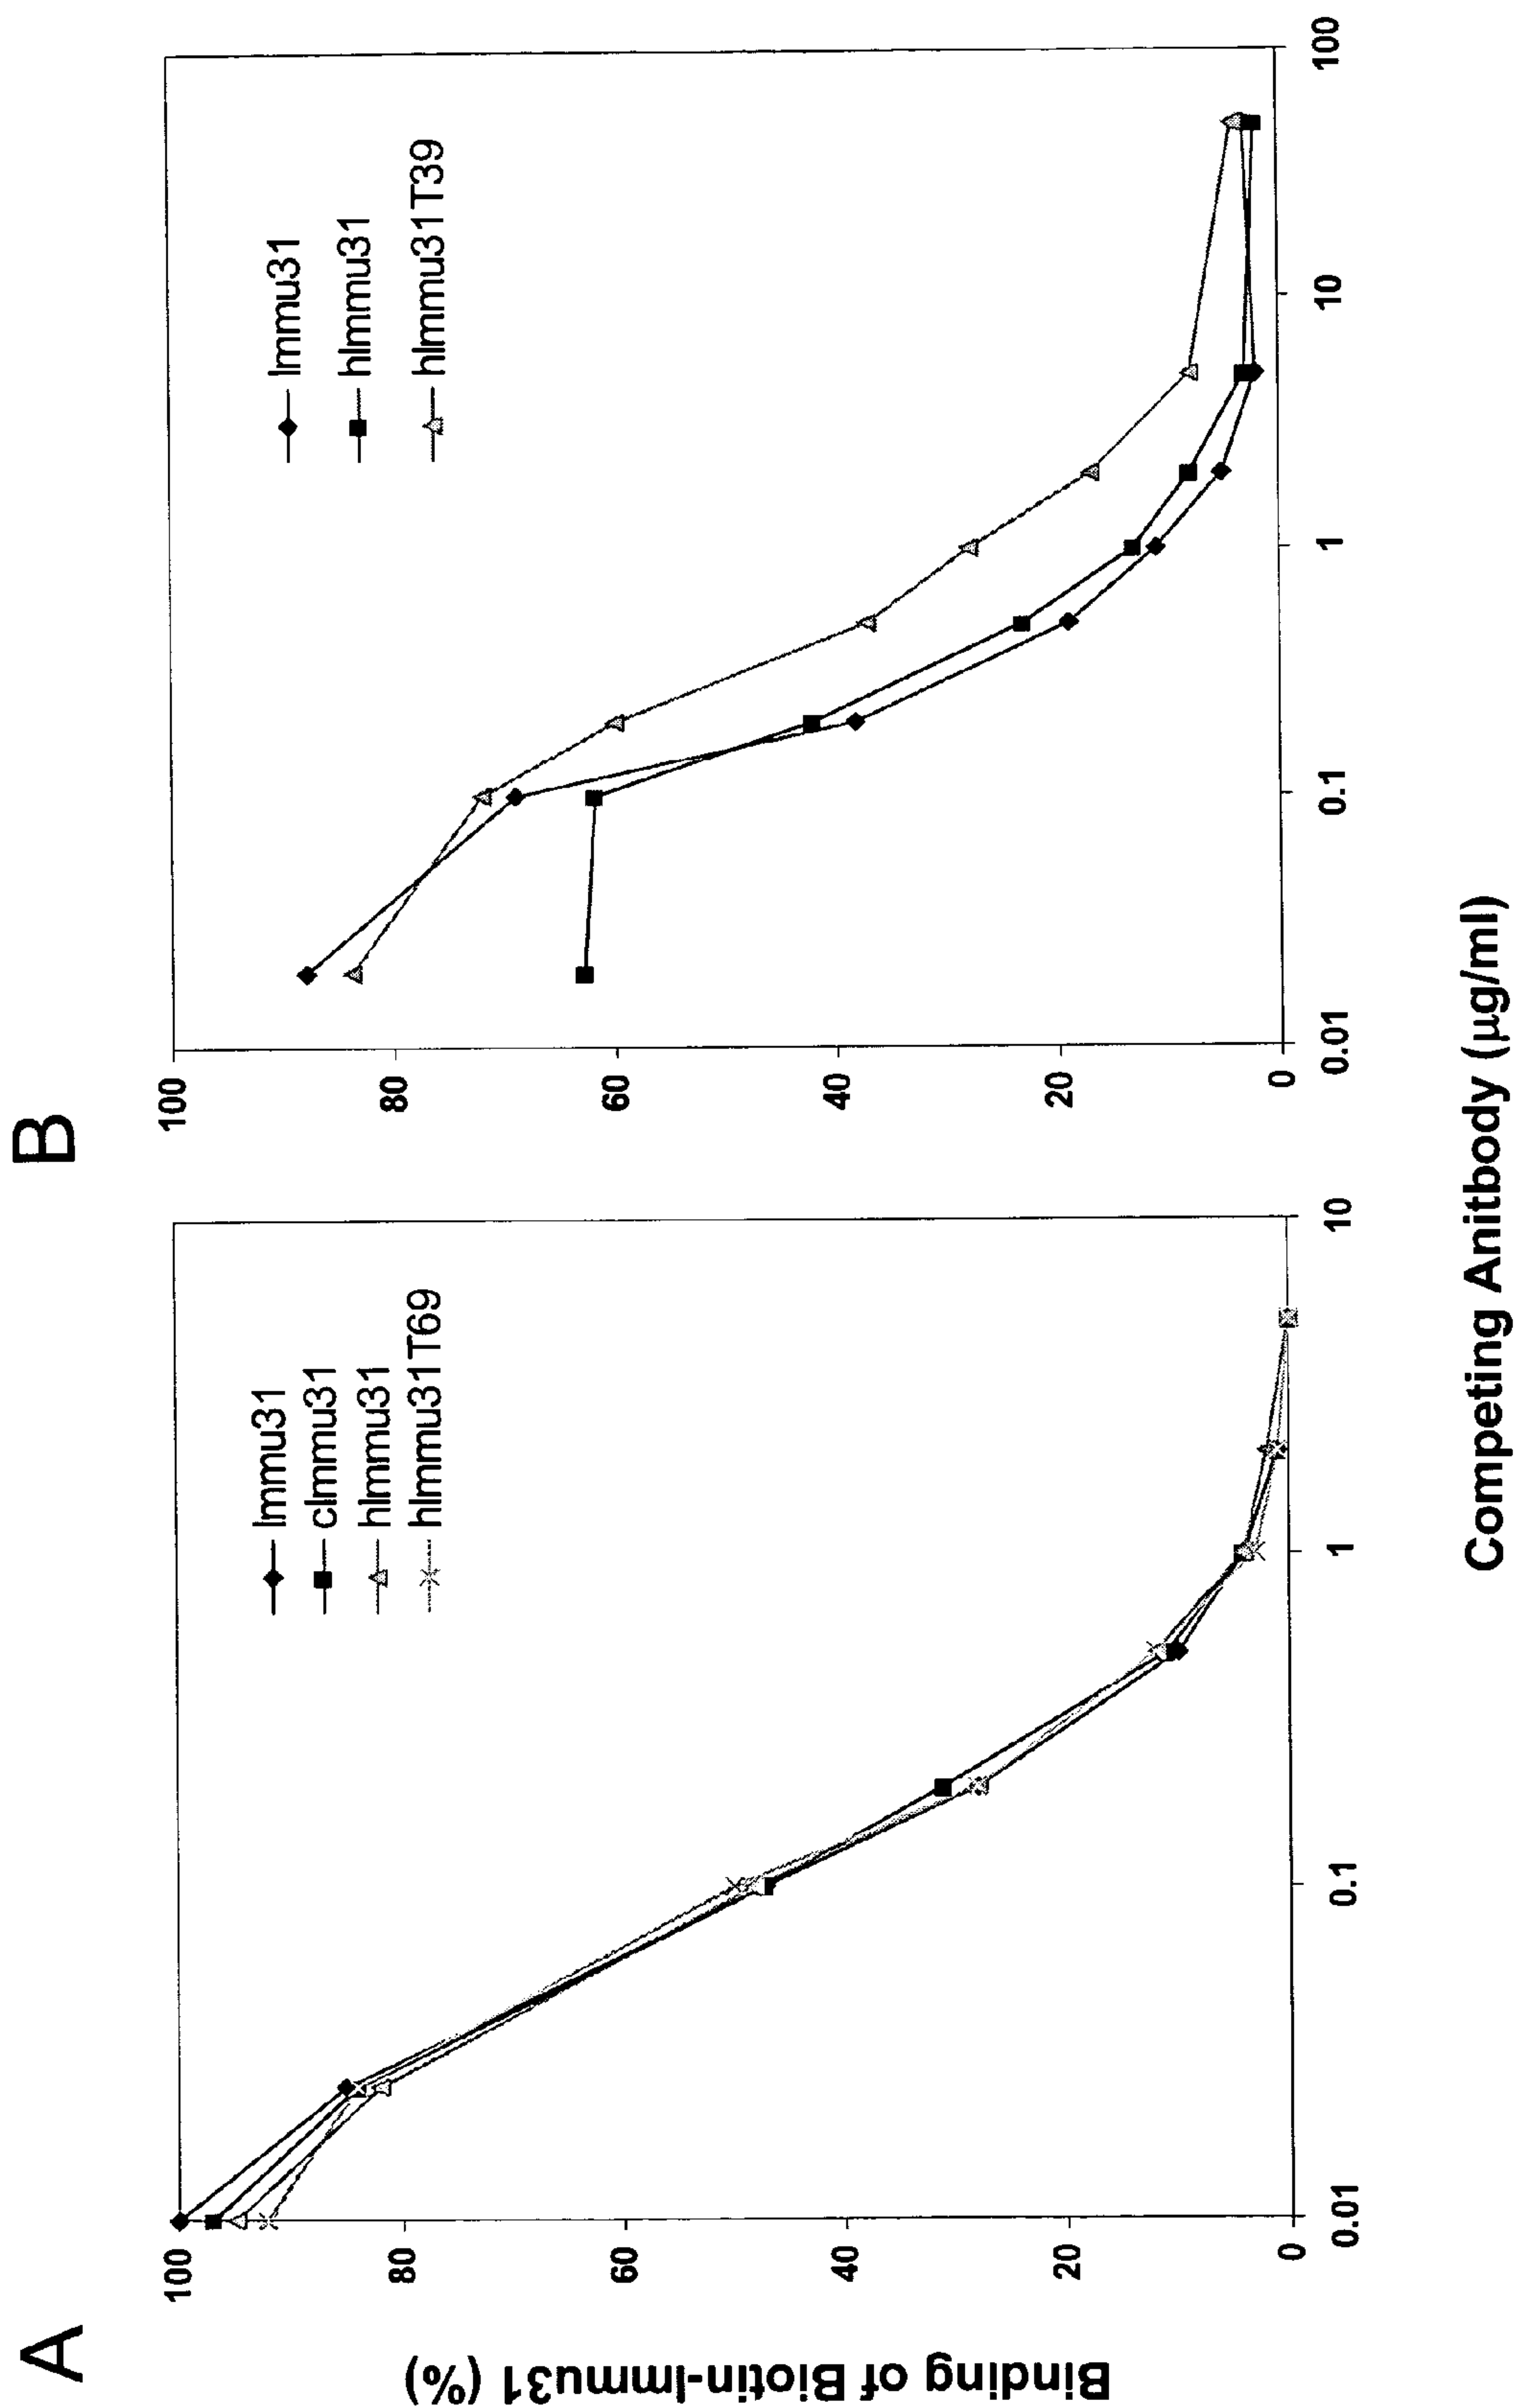 A
Binding of Biotin-Immu31 (%)
100
80
60
40
20
0
0.01
0.1
1
10
Immu31
cImmu31
hImmu31
hImmu31T69
B
100
80
60
40
20
0
0.01
0.1
1
10
100
Immu31
hImmu31
hImmu31T39
Competing Anitbody (µg/ml)